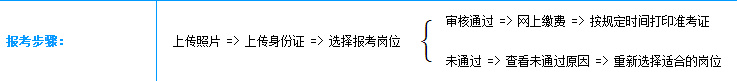 报考步骤：
上传照片 => 上传身份证 => 选择报考岗位
审核通过 => 网上缴费 => 按规定时间打印准考证
未通过 => 查看未通过原因 => 重新选择适合的岗位